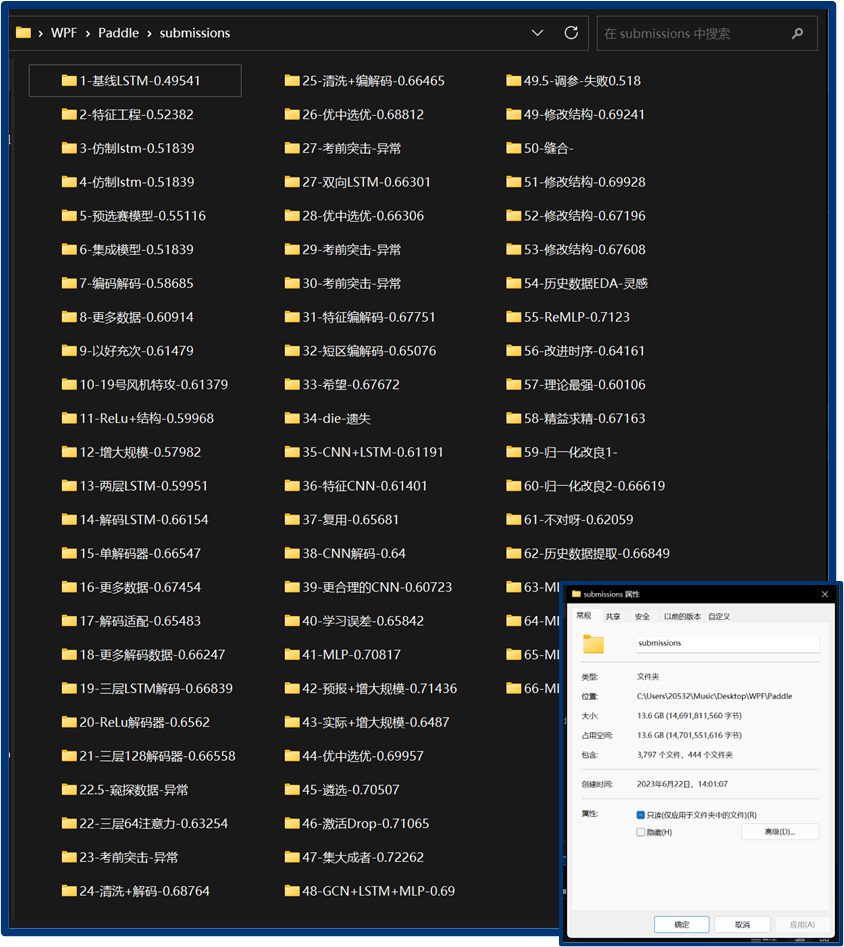 WPF › Paddle › submissions
在 submissions 中搜索
1-基线LSTM-0.49541
2-特征工程-0.52382
3-仿制lstm-0.51839
4-仿制lstm-0.51839
5-预选赛模型-0.55116
6-集成模型-0.51839
7-编码解码-0.58685
8-更多数据-0.60914
9-以好充次-0.61479
10-19号风机特攻-0.61379
11-ReLu+结构-0.59968
12-增大规模-0.57982
13-两层LSTM-0.59951
14-解码LSTM-0.66154
15-单解码器-0.66547
16-更多数据-0.67454
17-解码适配-0.65483
18-更多解码数据-0.66247
19-三层LSTM解码-0.66839
20-ReLu解码器-0.6562
21-三层128解码器-0.66558
22.5-窥探数据-异常
22-三层64注意力-0.63254
23-考前突击-异常
24-清洗+解码-0.68764
25-清洗+编解码-0.66465
26-优中选优-0.68812
27-考前突击-异常
27-双向LSTM-0.66301
28-优中选优-0.66306
29-考前突击-异常
30-考前突击-异常
31-特征编解码-0.67751
32-短区编解码-0.65076
33-希望-0.67672
34-die-遗失
35-CNN+LSTM-0.61191
36-特征CNN-0.61401
37-复用-0.65681
38-CNN解码-0.64
39-更合理的CNN-0.60723
40-学习误差-0.65842
41-MLP-0.70817
42-预报+增大规模-0.71436
43-实际+增大规模-0.6487
44-优中选优-0.69957
45-遴选-0.70507
46-激活Drop-0.71065
47-集大成者-0.72262
48-GCN+LSTM+MLP-0.69
49.5-调参-失败0.518
49-修改结构-0.69241
50-缝合-
51-修改结构-0.69928
52-修改结构-0.67196
53-修改结构-0.67608
54-历史数据EDA-灵感
55-ReMLP-0.7123
56-改进时序-0.64161
57-理论最强-0.60106
58-精益求精-0.67163
59-归一化改良1-
60-归一化改良2-0.66619
61-不对呀-0.62059
62-历史数据提取-0.66849
63-M
64-M
65-M
66-M
submissions 属性
常规 共享 安全 以前的版本 自定义
submissions
类型: 文件夹
位置: C:\Users\20532\Music\Desktop\WPF\Paddle
大小: 13.6 GB (14,691,811,560 字节)
占用空间: 13.6 GB (14,701,551,616 字节)
包含: 3,797 个文件，444 个文件夹
创建时间: 2023年6月22日，14:01:07
属性: 只读(仅应用于文件夹中的文件)(R)
隐藏(H) 高级(D)...
确定 取消 应用(A)